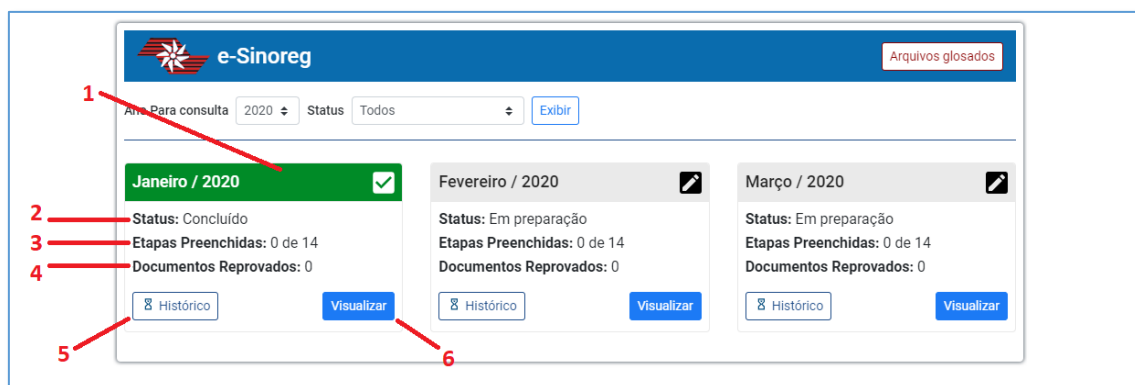 e-Sinoreg
Arquivos glosados
1
Ano Para consulta 2020 Status Todos Exibir
Janeiro / 2020 Fevereiro / 2020 Março / 2020
2 Status: Concluído Status: Em preparação Status: Em preparação
3 Etapas Preenchidas: 0 de 14 Etapas Preenchidas: 0 de 14 Etapas Preenchidas: 0 de 14
4 Documentos Reprovados: 0 Documentos Reprovados: 0 Documentos Reprovados: 0
Histórico Visualizar Histórico Visualizar Histórico Visualizar
5 6